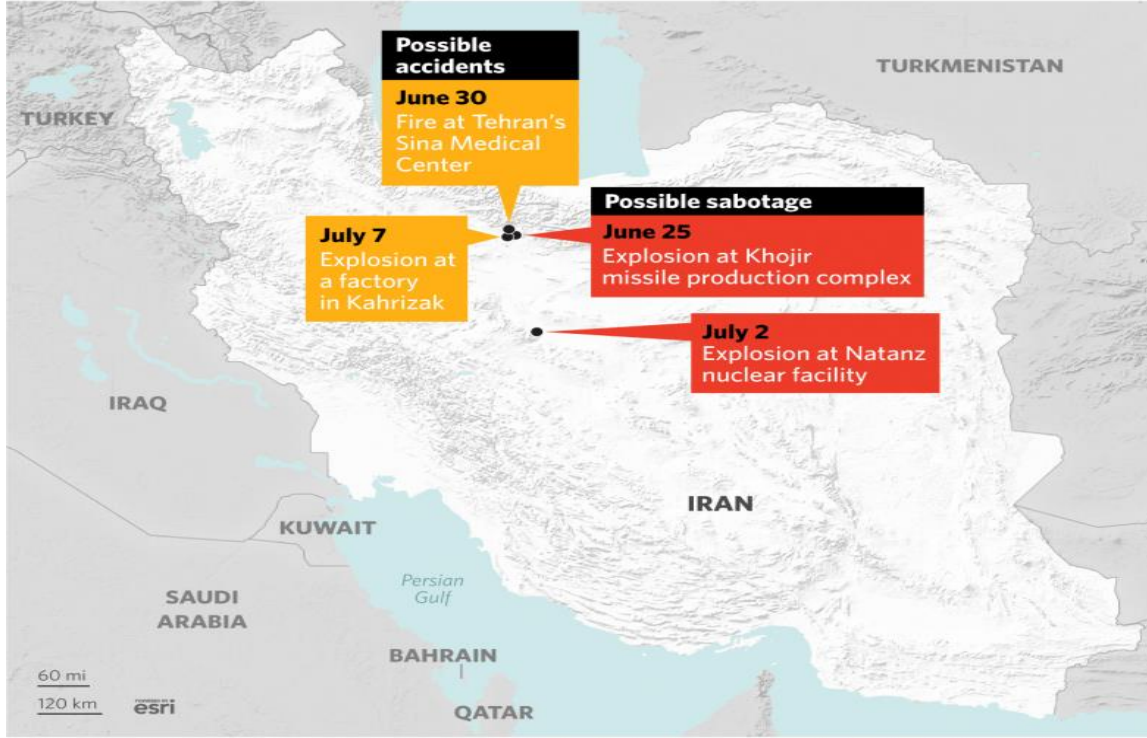 Possible
accidents
June 30
Fire at Tehran's
Sina Medical
Center
TURKMENISTAN
TURKEY
Possible sabotage
June 25
Explosion at Khojir
missile production complex
July 7
Explosion at
a factory
in Kahrizak
July 2
Explosion at Natanz
nuclear facility
IRAQ
IRAN
KUWAIT
Persian
Gulf
SAUDI
ARABIA
BAHRAIN
QATAR
60 mi
120 km
POWERED BY
esri